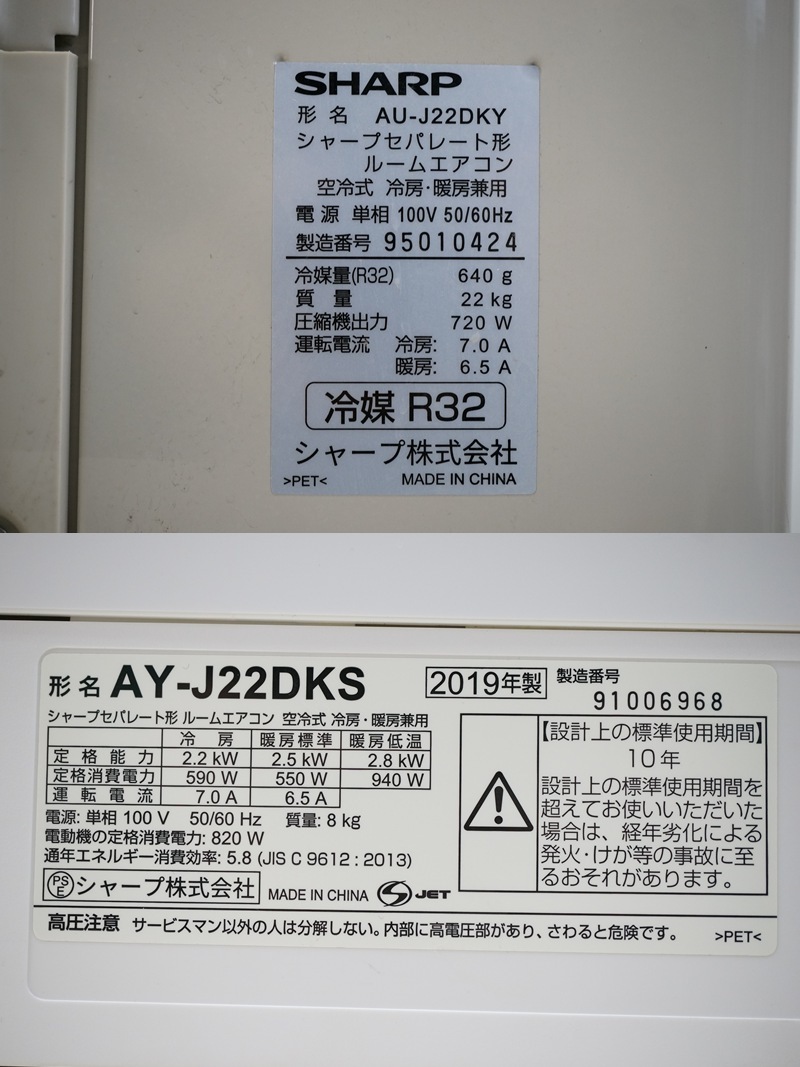 SHARP
形名 AU-J22DKY
シャープセパレート形
ルームエアコン
空冷式 冷房・暖房兼用
電源 単相 100V 50/60Hz
製造番号 95010424
冷媒量(R32) 640 g
質量 22 kg
圧縮機出力 720 W
運転電流 冷房: 7.0 A
暖房: 6.5 A
冷媒 R32
シャープ株式会社
>PET< MADE IN CHINA
形名 AY-J22DKS 2019年製 製造番号
91006968
シャープセパレート形 ルームエアコン 空冷式 冷房・暖房兼用
冷房 暖房標準 暖房低温
定格能力 2.2 kW 2.5 kW 2.8 kW
定格消費電力 590 W 550 W 940 W
運転電流 7.0 A 6.5 A
電源: 単相 100 V 50/60 Hz 質量: 8 kg
電動機の定格消費電力: 820 W
通年エネルギー消費効率: 5.8 (JIS C 9612 : 2013)
PSE シャープ株式会社 MADE IN CHINA JET
【設計上の標準使用期間】
10年
設計上の標準使用期間を
超えてお使いいただいた
場合は、経年劣化による
発火・けが等の事故に至
るおそれがあります。
高圧注意 サービスマン以外の人は分解しない。内部に高電圧部があり、さわると危険です。 >PET<